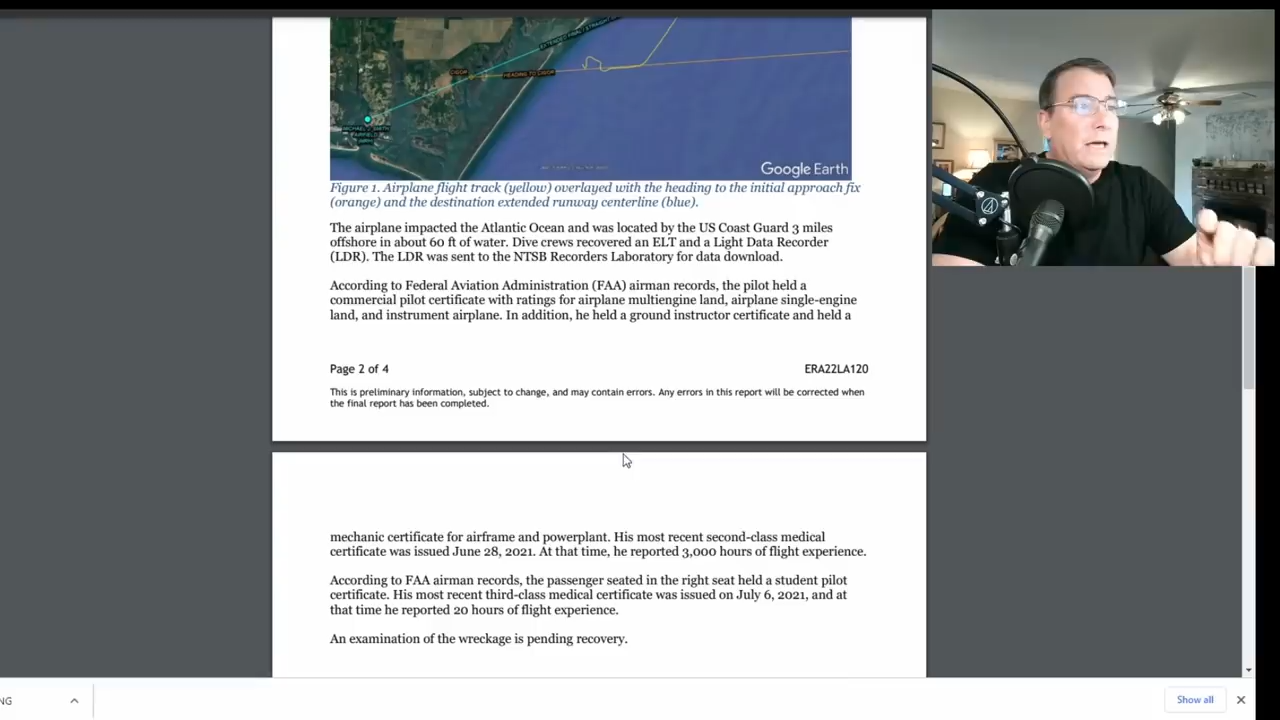 EXTENDED FINAL / STRAIGHT
CIGOR
HEADING TO CIGOR
MICHAEL J. SMITH
AIRFIELD
Google Earth
Figure 1. Airplane flight track (yellow) overlayed with the heading to the initial approach fix
(orange) and the destination extended runway centerline (blue).
The airplane impacted the Atlantic Ocean and was located by the US Coast Guard 3 miles
offshore in about 60 ft of water. Dive crews recovered an ELT and a Light Data Recorder
(LDR). The LDR was sent to the NTSB Recorders Laboratory for data download.
According to Federal Aviation Administration (FAA) airman records, the pilot held a
commercial pilot certificate with ratings for airplane multiengine land, airplane single-engine
land, and instrument airplane. In addition, he held a ground instructor certificate and held a
Page 2 of 4 ERA22LA120
This is preliminary information, subject to change, and may contain errors. Any errors in this report will be corrected when
the final report has been completed.
mechanic certificate for airframe and powerplant. His most recent second-class medical
certificate was issued June 28, 2021. At that time, he reported 3,000 hours of flight experience.
According to FAA airman records, the passenger seated in the right seat held a student pilot
certificate. His most recent third-class medical certificate was issued on July 6, 2021, and at
that time he reported 20 hours of flight experience.
An examination of the wreckage is pending recovery.
NG
Show all